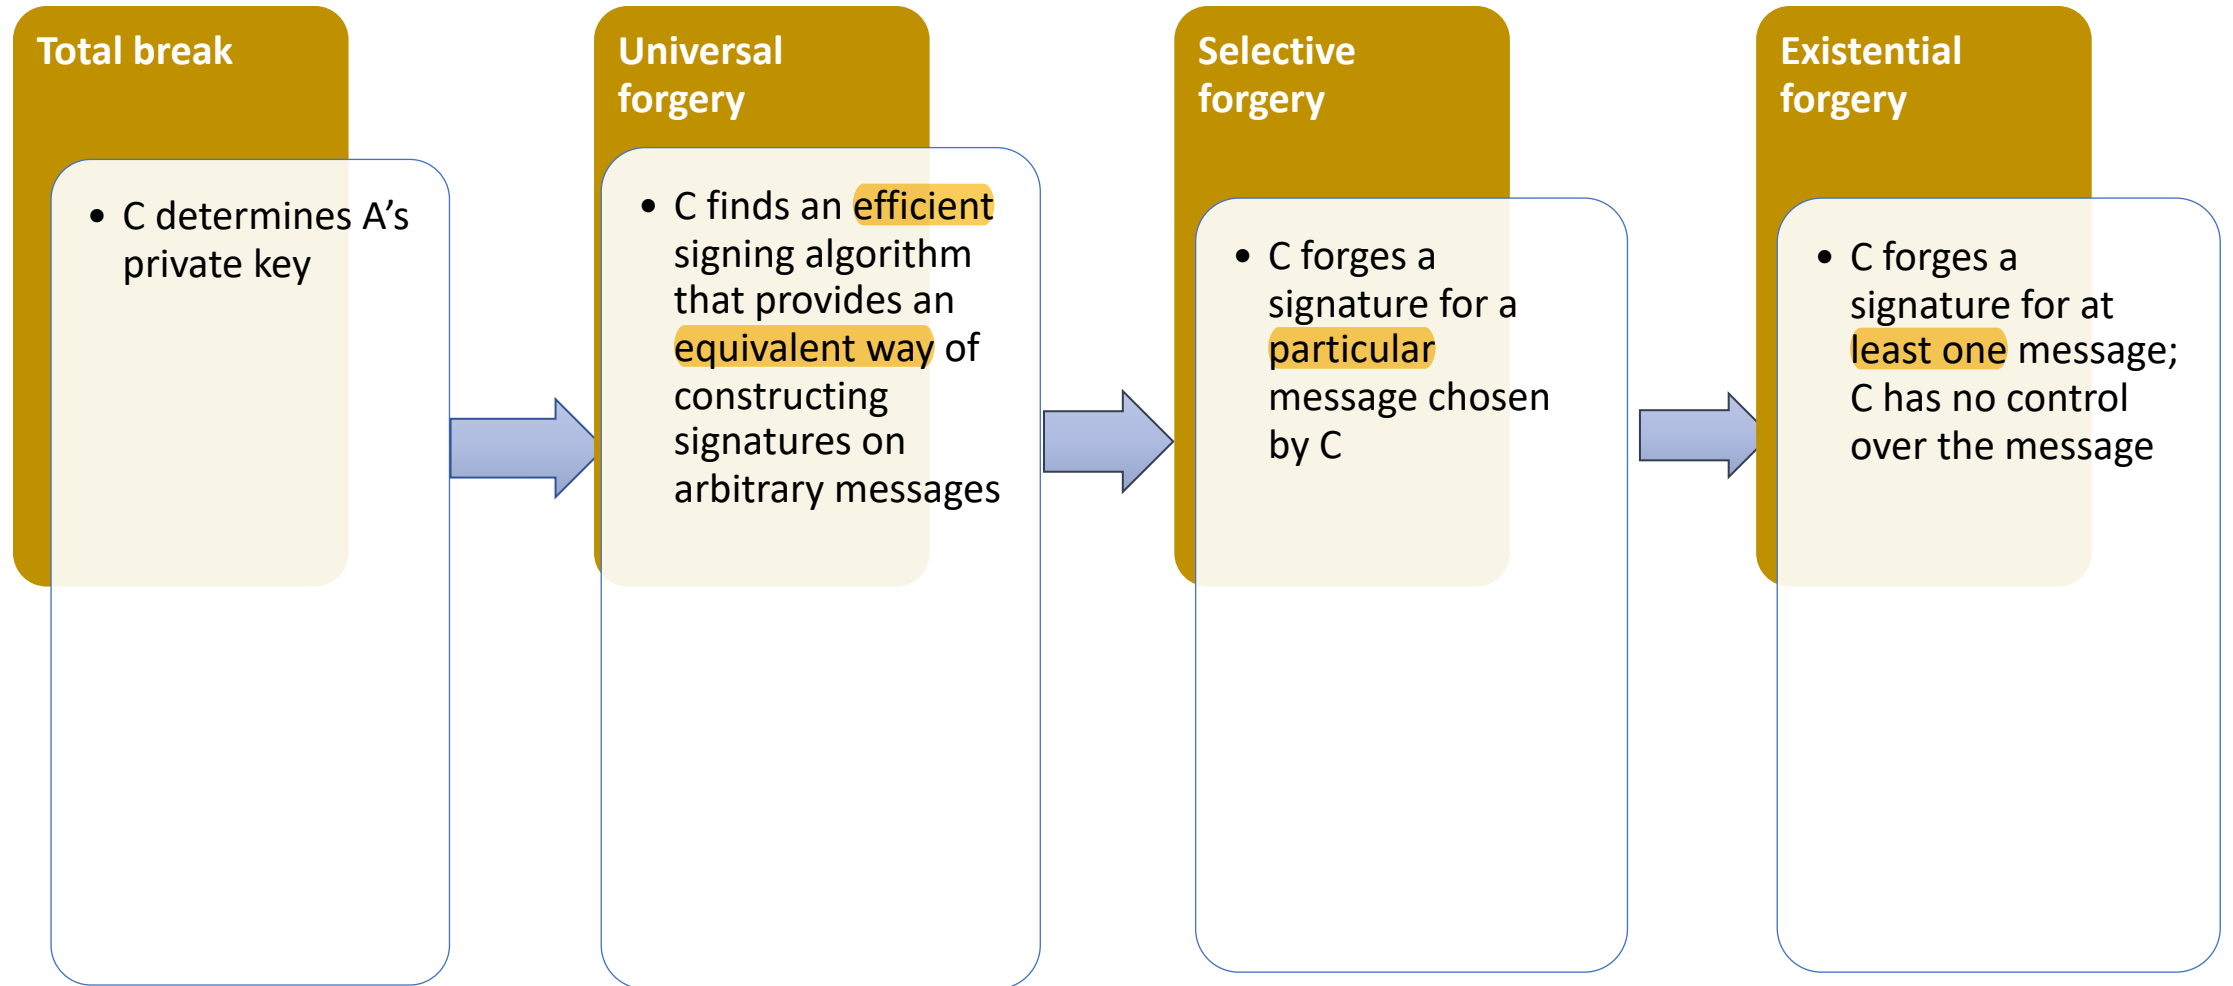 Total break
• C determines A’s
private key
Universal
forgery
• C finds an efficient
signing algorithm
that provides an
equivalent way of
constructing
signatures on
arbitrary messages
Selective
forgery
• C forges a
signature for a
particular
message chosen
by C
Existential
forgery
• C forges a
signature for at
least one message;
C has no control
over the message